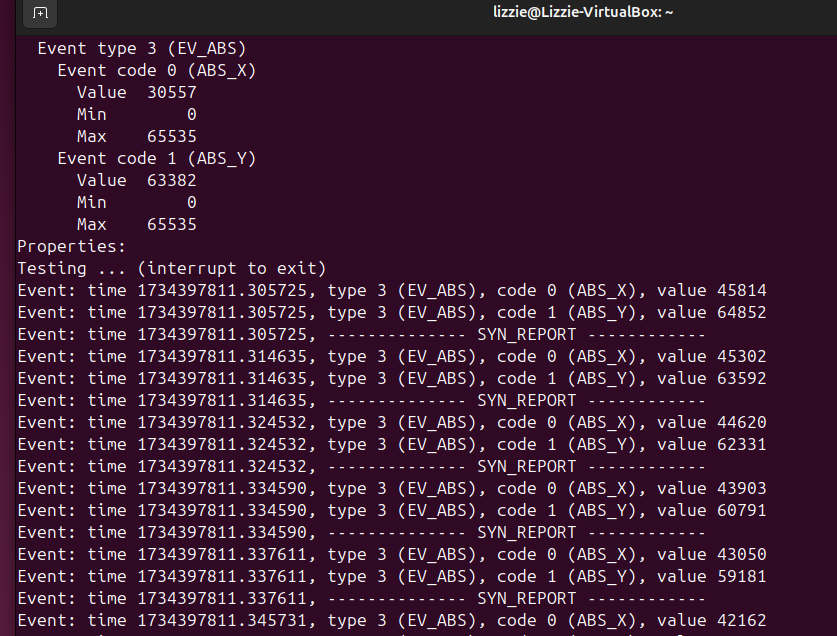 lizzie@Lizzie-VirtualBox: ~
Event type 3 (EV_ABS)
Event code 0 (ABS_X)
Value 30557
Min 0
Max 65535
Event code 1 (ABS_Y)
Value 63382
Min 0
Max 65535
Properties:
Testing ... (interrupt to exit)
Event: time 1734397811.305725, type 3 (EV_ABS), code 0 (ABS_X), value 45814
Event: time 1734397811.305725, type 3 (EV_ABS), code 1 (ABS_Y), value 64852
Event: time 1734397811.305725, -------------- SYN_REPORT ------------
Event: time 1734397811.314635, type 3 (EV_ABS), code 0 (ABS_X), value 45302
Event: time 1734397811.314635, type 3 (EV_ABS), code 1 (ABS_Y), value 63592
Event: time 1734397811.314635, -------------- SYN_REPORT ------------
Event: time 1734397811.324532, type 3 (EV_ABS), code 0 (ABS_X), value 44620
Event: time 1734397811.324532, type 3 (EV_ABS), code 1 (ABS_Y), value 62331
Event: time 1734397811.324532, -------------- SYN_REPORT ------------
Event: time 1734397811.334590, type 3 (EV_ABS), code 0 (ABS_X), value 43903
Event: time 1734397811.334590, type 3 (EV_ABS), code 1 (ABS_Y), value 60791
Event: time 1734397811.334590, -------------- SYN_REPORT ------------
Event: time 1734397811.337611, type 3 (EV_ABS), code 0 (ABS_X), value 43050
Event: time 1734397811.337611, type 3 (EV_ABS), code 1 (ABS_Y), value 59181
Event: time 1734397811.337611, -------------- SYN_REPORT ------------
Event: time 1734397811.345731, type 3 (EV_ABS), code 0 (ABS_X), value 42162